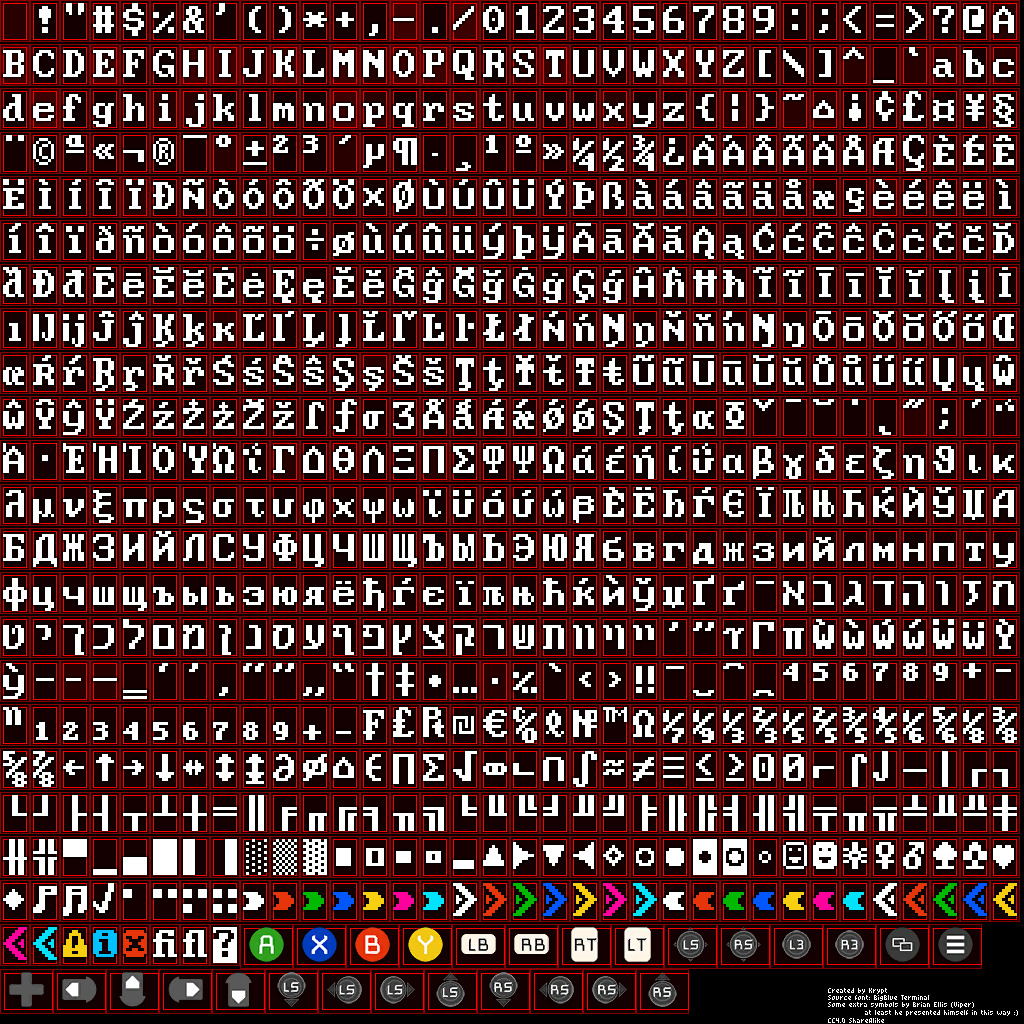 ! " # $ % & ' ( ) * + , - . / 0 1 2 3 4 5 6 7 8 9 : ; < = > ? @ A
B C D E F G H I J K L M N O P Q R S T U V W X Y Z [ \ ] ^ _ ` a b c
d e f g h i j k l m n o p q r s t u v w x y z { ¦ } ~ ⌂ ¡ ¢ £ ¤ ¥ §
¨ © ª « ¬ ® ¯ ° ± ² ³ ´ µ ¶ · ¸ ¹ º » ¼ ½ ¾ ¿ À Á Â Ã Ä Å Æ Ç È É Ê
Ë Ì Í Î Ï Ð Ñ Ò Ó Ô Õ Ö × Ø Ù Ú Û Ü Ý Þ ß à á â ã ä å æ ç è é ê ë ì
í î ï ð ñ ò ó ô õ ö ÷ ø ù ú û ü ý þ ÿ Ā ā Ă ă Ą ą Ć ć Ĉ ĉ Ċ ċ Č č Ď
ď Đ đ Ē ē Ĕ ĕ Ė ė Ę ę Ě ě Ĝ ĝ Ğ ğ Ġ ġ Ģ ģ Ĥ ĥ Ħ ħ Ĩ ĩ Ī ī Ĭ ĭ Į į İ
ı Ĳ ĳ Ĵ ĵ Ķ ķ ĸ Ĺ ĺ Ļ ļ Ľ ľ Ŀ ŀ Ł ł Ń ń Ņ ņ Ň ň ŉ Ŋ ŋ Ō ō Ŏ ŏ Ő ő Œ
œ Ŕ ŕ Ŗ ŗ Ř ř Ś ś Ŝ ŝ Ş ş Š š Ţ ţ Ť ť Ŧ ŧ Ũ ũ Ū ū Ŭ ŭ Ů ů Ű ű Ų ų Ŵ
ŵ Ŷ ŷ Ÿ Ź ź Ż ż Ž ž ſ ƒ σ Ʒ Ǻ ǻ Ǽ ǽ Ǿ ǿ Ș Ț ț ɑ ɸ ˇ ˉ ˘ ˙ ˛ ˝ ; ΄ ΅
Ά · Έ Ή Ί Ό Ύ Ώ ΐ Γ Δ Θ Λ Ξ Π Σ Φ Ψ Ω ά έ ή ί ΰ α β γ δ ε ζ η θ ι κ
λ μ ν ξ π ρ ς σ τ υ φ χ ψ ω ϊ ϋ ό ύ ώ ϐ Ѐ Ё Ђ Ѓ Є Ї Љ Њ Ћ Ќ Ѝ Ў Џ А
Б Д Ж З И Й Л С У Ф Ц Ч Ш Щ Ъ Ы Ь Э Ю Я б в г д ж з и й л м н п т у
ф ц ч ш щ ъ ы ь э ю я ё ђ ѓ є ї љ њ ћ ќ ѝ ў џ Ґ ґ ־ א ב ג ד ה ו ז ח
ט י ך כ ל ם מ ן נ ס ע ף פ ץ צ ק ר ש ת װ ױ ײ ׳ ״ ϒ Γ π Ẁ ẁ Ẃ ẃ Ẅ ẅ Ỳ
ỳ ‒ – — ‗ ‘ ’ ‚ “ ” „ ‛ † ‡ • … ‧ ‰ ‵ ‹ › ‼ ‾ ‿ ⁀ ⁔ ⁴ ⁵ ⁶ ⁷ ⁸ ⁹ ⁺ ⁻
ⁿ ₁ ₂ ₃ ₄ ₅ ₆ ₇ ₈ ₉ ₊ ₋ ₣ ₤ ₧ ₪ € ℅ ℓ № ™ Ω ⅐ ⅑ ⅓ ⅔ ⅕ ⅖ ⅗ ⅘ ⅙ ⅚ ⅛ ⅜
⅝ ⅞ ← ↑ → ↓ ↔ ↕ ↨ ∂ ∅ ∆ ∈ ∏ ∑ √ ∞ ∟ ∩ ∫ ≈ ≠ ≡ ≤ ≥
fi fl ? A X B Y LB RB RT LT LS RS L3 R3
LS LS LS LS RS RS RS RS
Created by Krypt
Source font: BigBlue Terminal
Some extra symbols by Brian Ellis (Viper)
at least he presented himself in this way :)
CC4.0 ShareAlike